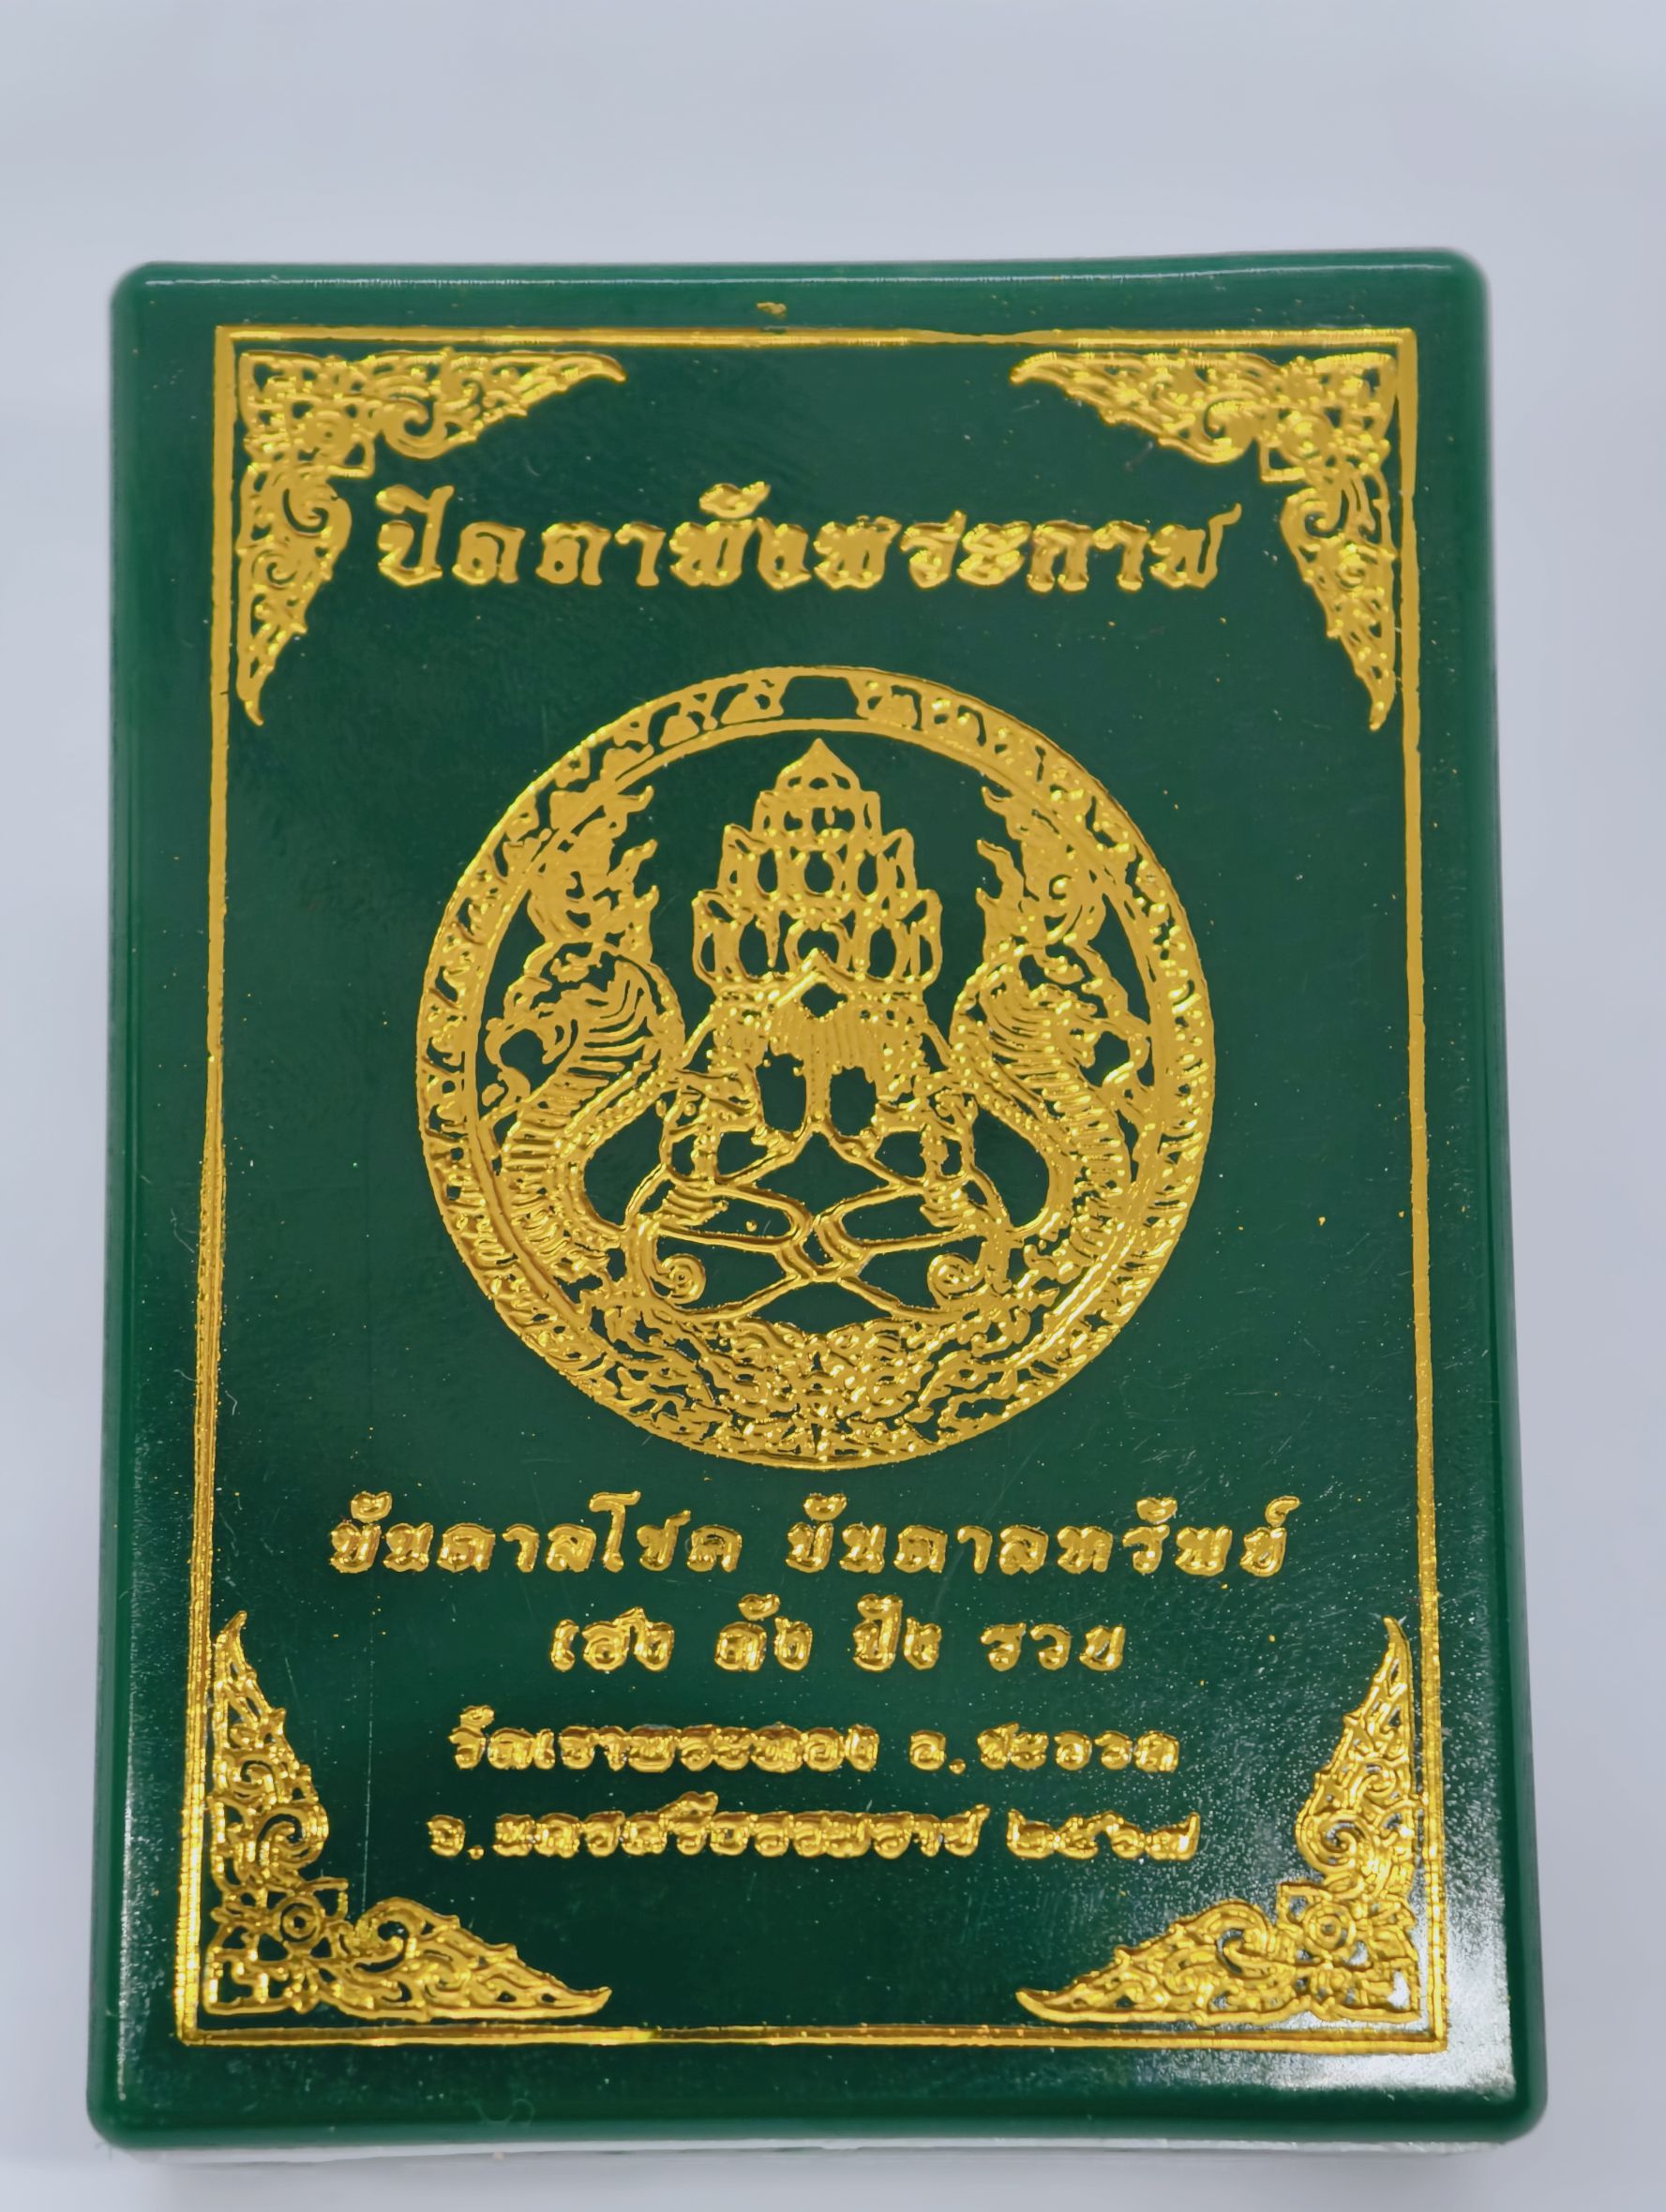 ปิดตาพังพระกาฬ
บันดาลโชค บันดาลทรัพย์
เฮง ดัง ปัง รวย
วัดเขาพระทอง อ.ชะอวด
จ.นครศรีธรรมราช ๒๕๖๗